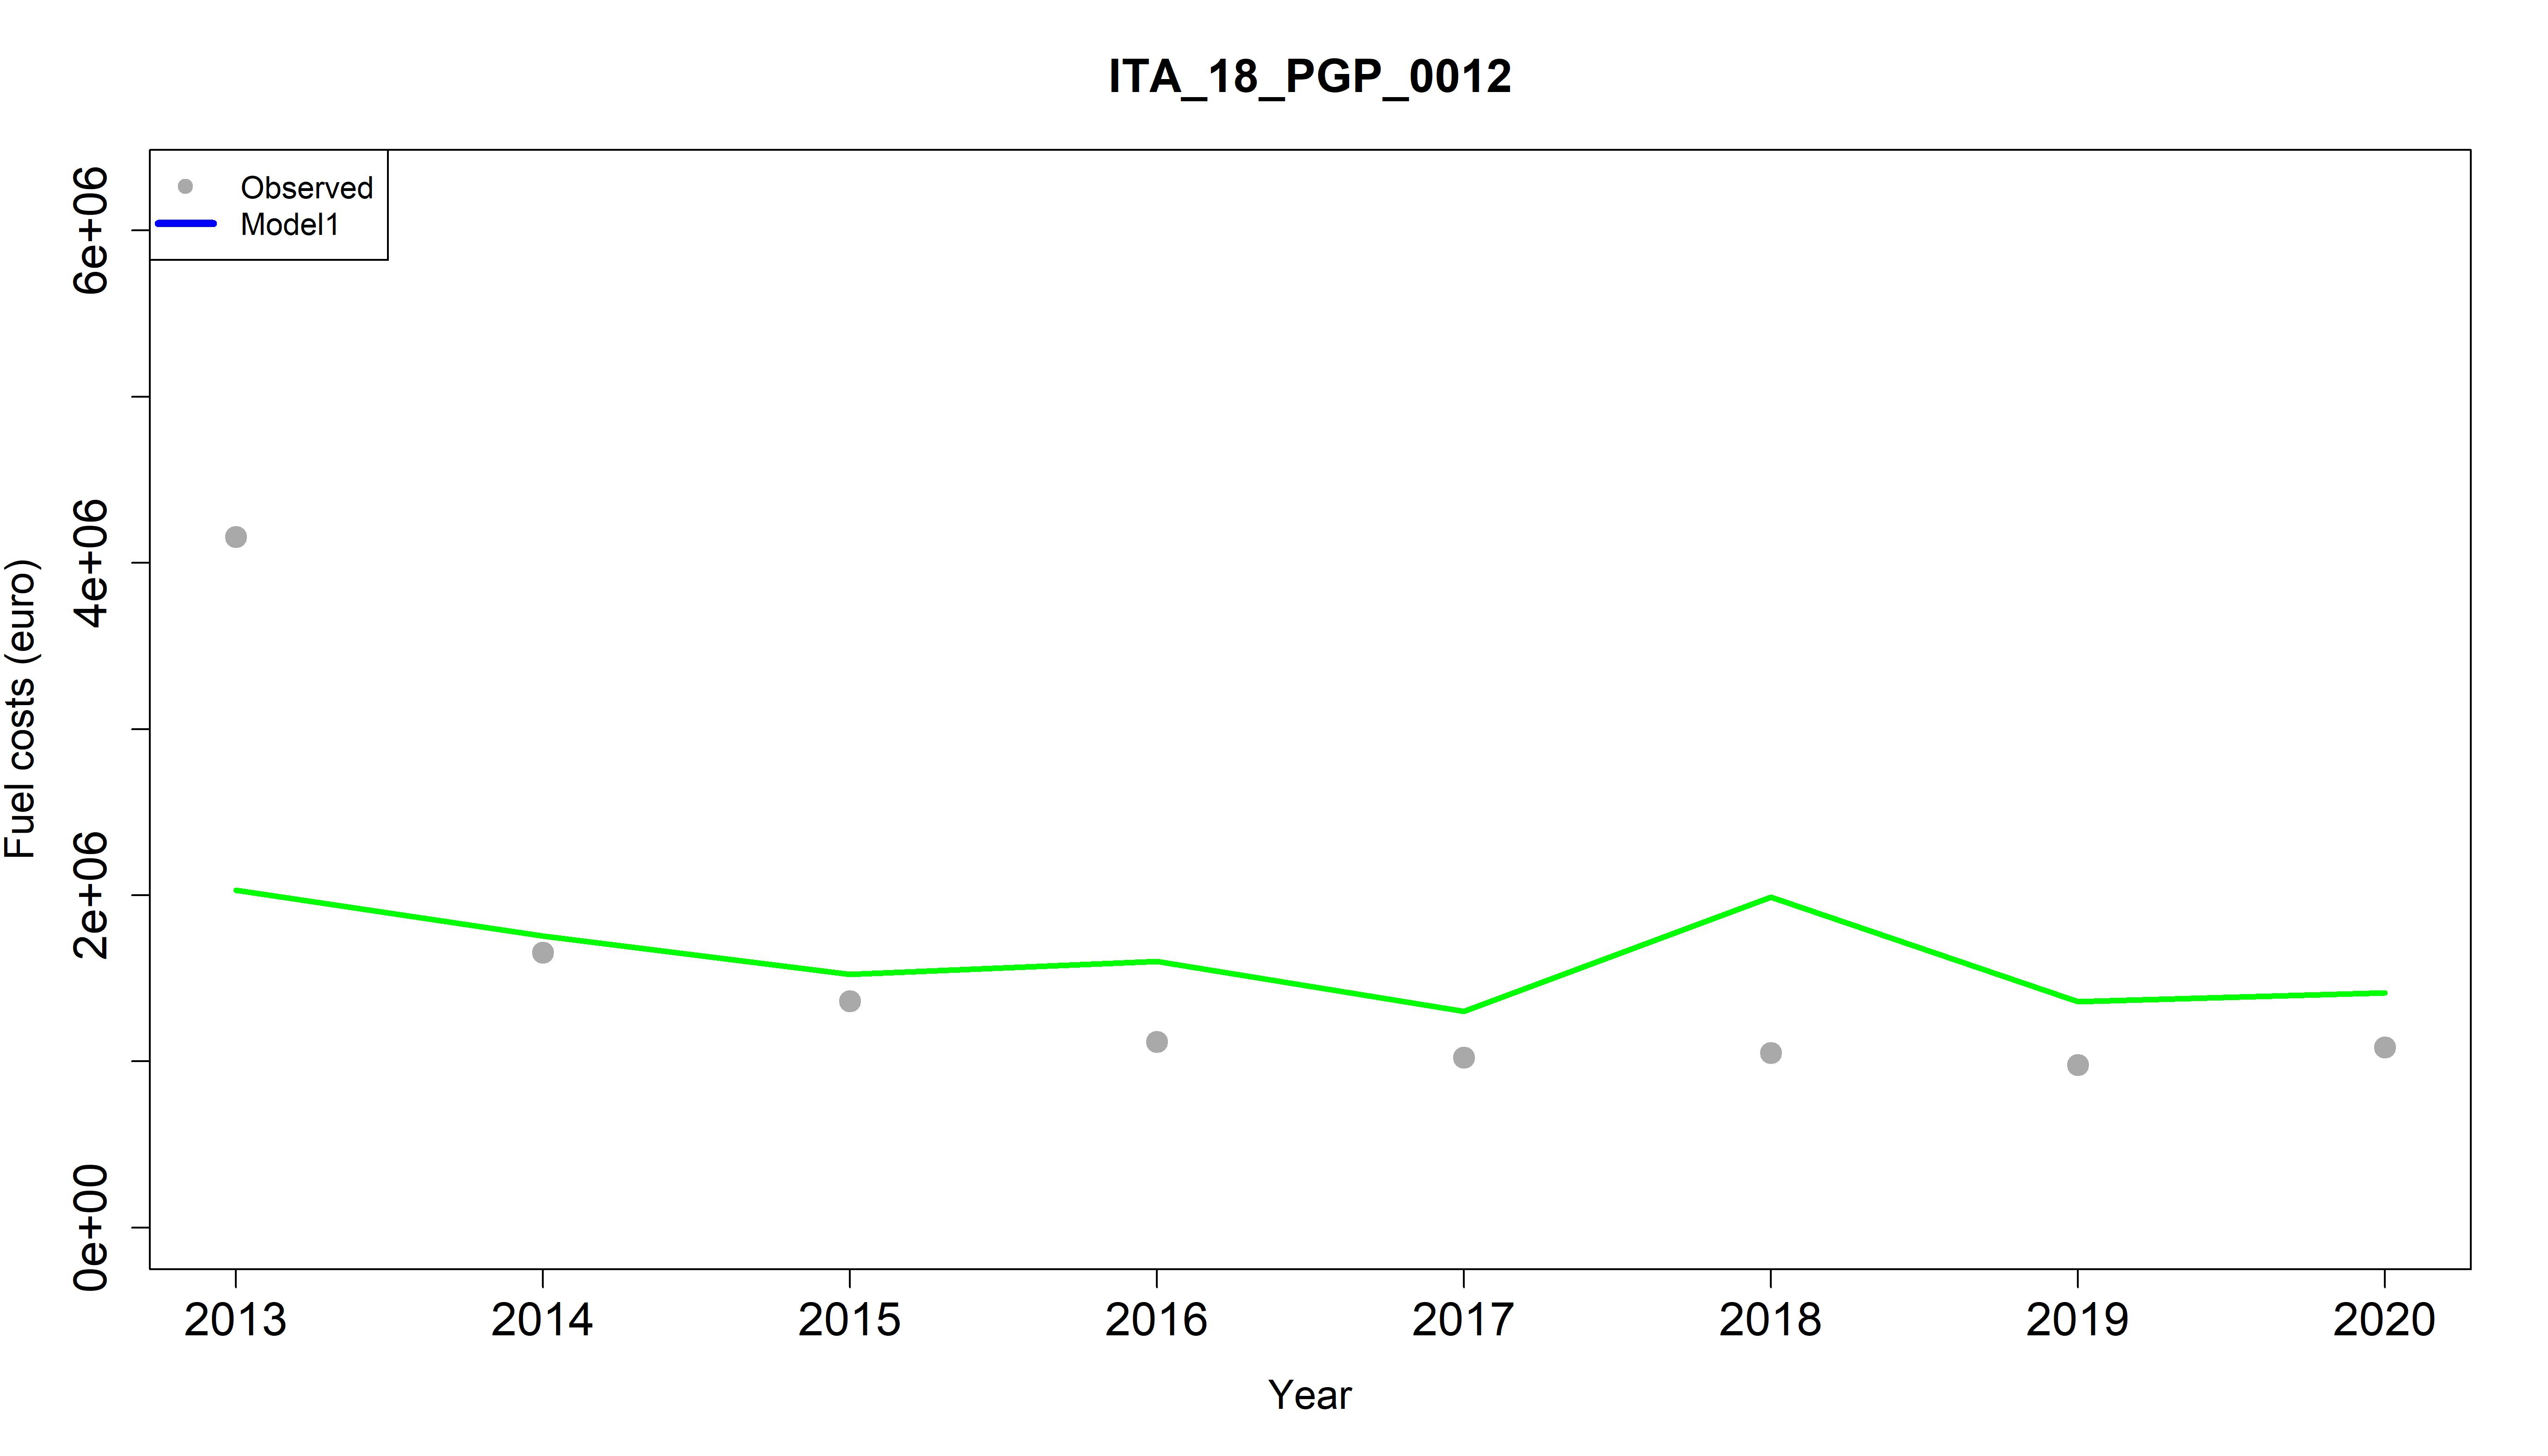 ITA_18_PGP_0012
Observed
Model1
6e+06
4e+06
2e+06
0e+00
Fuel costs (euro)
2013 2014 2015 2016 2017 2018 2019 2020
Year